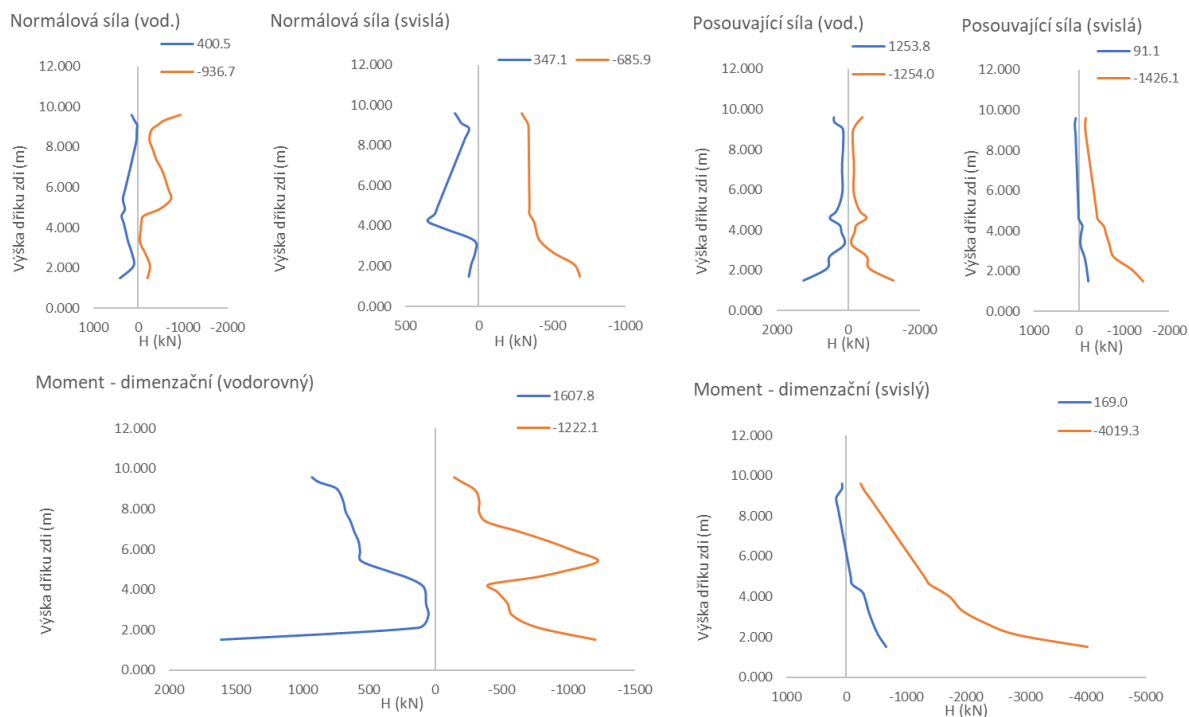 Normálová síla (vod.)
400.5
-936.7
12.000
10.000
8.000
6.000
4.000
2.000
0.000
Výška dříku zdi (m)
1000 0 -1000 -2000
H (kN)
Normálová síla (svislá)
347.1 -685.9
12.000
10.000
8.000
6.000
4.000
2.000
0.000
Výška dříku zdi (m)
500 0 -500 -1000
H (kN)
Posouvající síla (vod.)
1253.8
-1254.0
12.000
10.000
8.000
6.000
4.000
2.000
0.000
Výška dříku zdi (m)
2000 0 -2000
H (kN)
Posouvající síla (svislá)
91.1
-1426.1
12.000
10.000
8.000
6.000
4.000
2.000
0.000
Výška dříku zdi (m)
1000 0 -1000 -2000
H (kN)
Moment - dimenzační (vodorovný)
1607.8
-1222.1
12.000
10.000
8.000
6.000
4.000
2.000
0.000
Výška dříku zdi (m)
2000 1500 1000 500 0 -500 -1000 -1500
H (kN)
Moment - dimenzační (svislý)
169.0
-4019.3
12.000
10.000
8.000
6.000
4.000
2.000
0.000
Výška dříku zdi (m)
1000 0 -1000 -2000 -3000 -4000 -5000
H (kN)